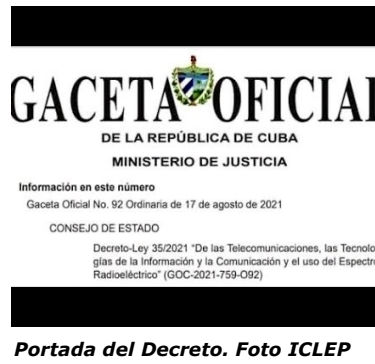 GACETA OFICIAL
DE LA REPÚBLICA DE CUBA
MINISTERIO DE JUSTICIA
Información en este número
Gaceta Oficial No. 92 Ordinaria de 17 de agosto de 2021
CONSEJO DE ESTADO
Decreto-Ley 35/2021 “De las Telecomunicaciones, las Tecnolo
gías de la Información y la Comunicación y el uso del Espectro
Radioeléctrico” (GOC-2021-759-O92)
Portada del Decreto. Foto ICLEP